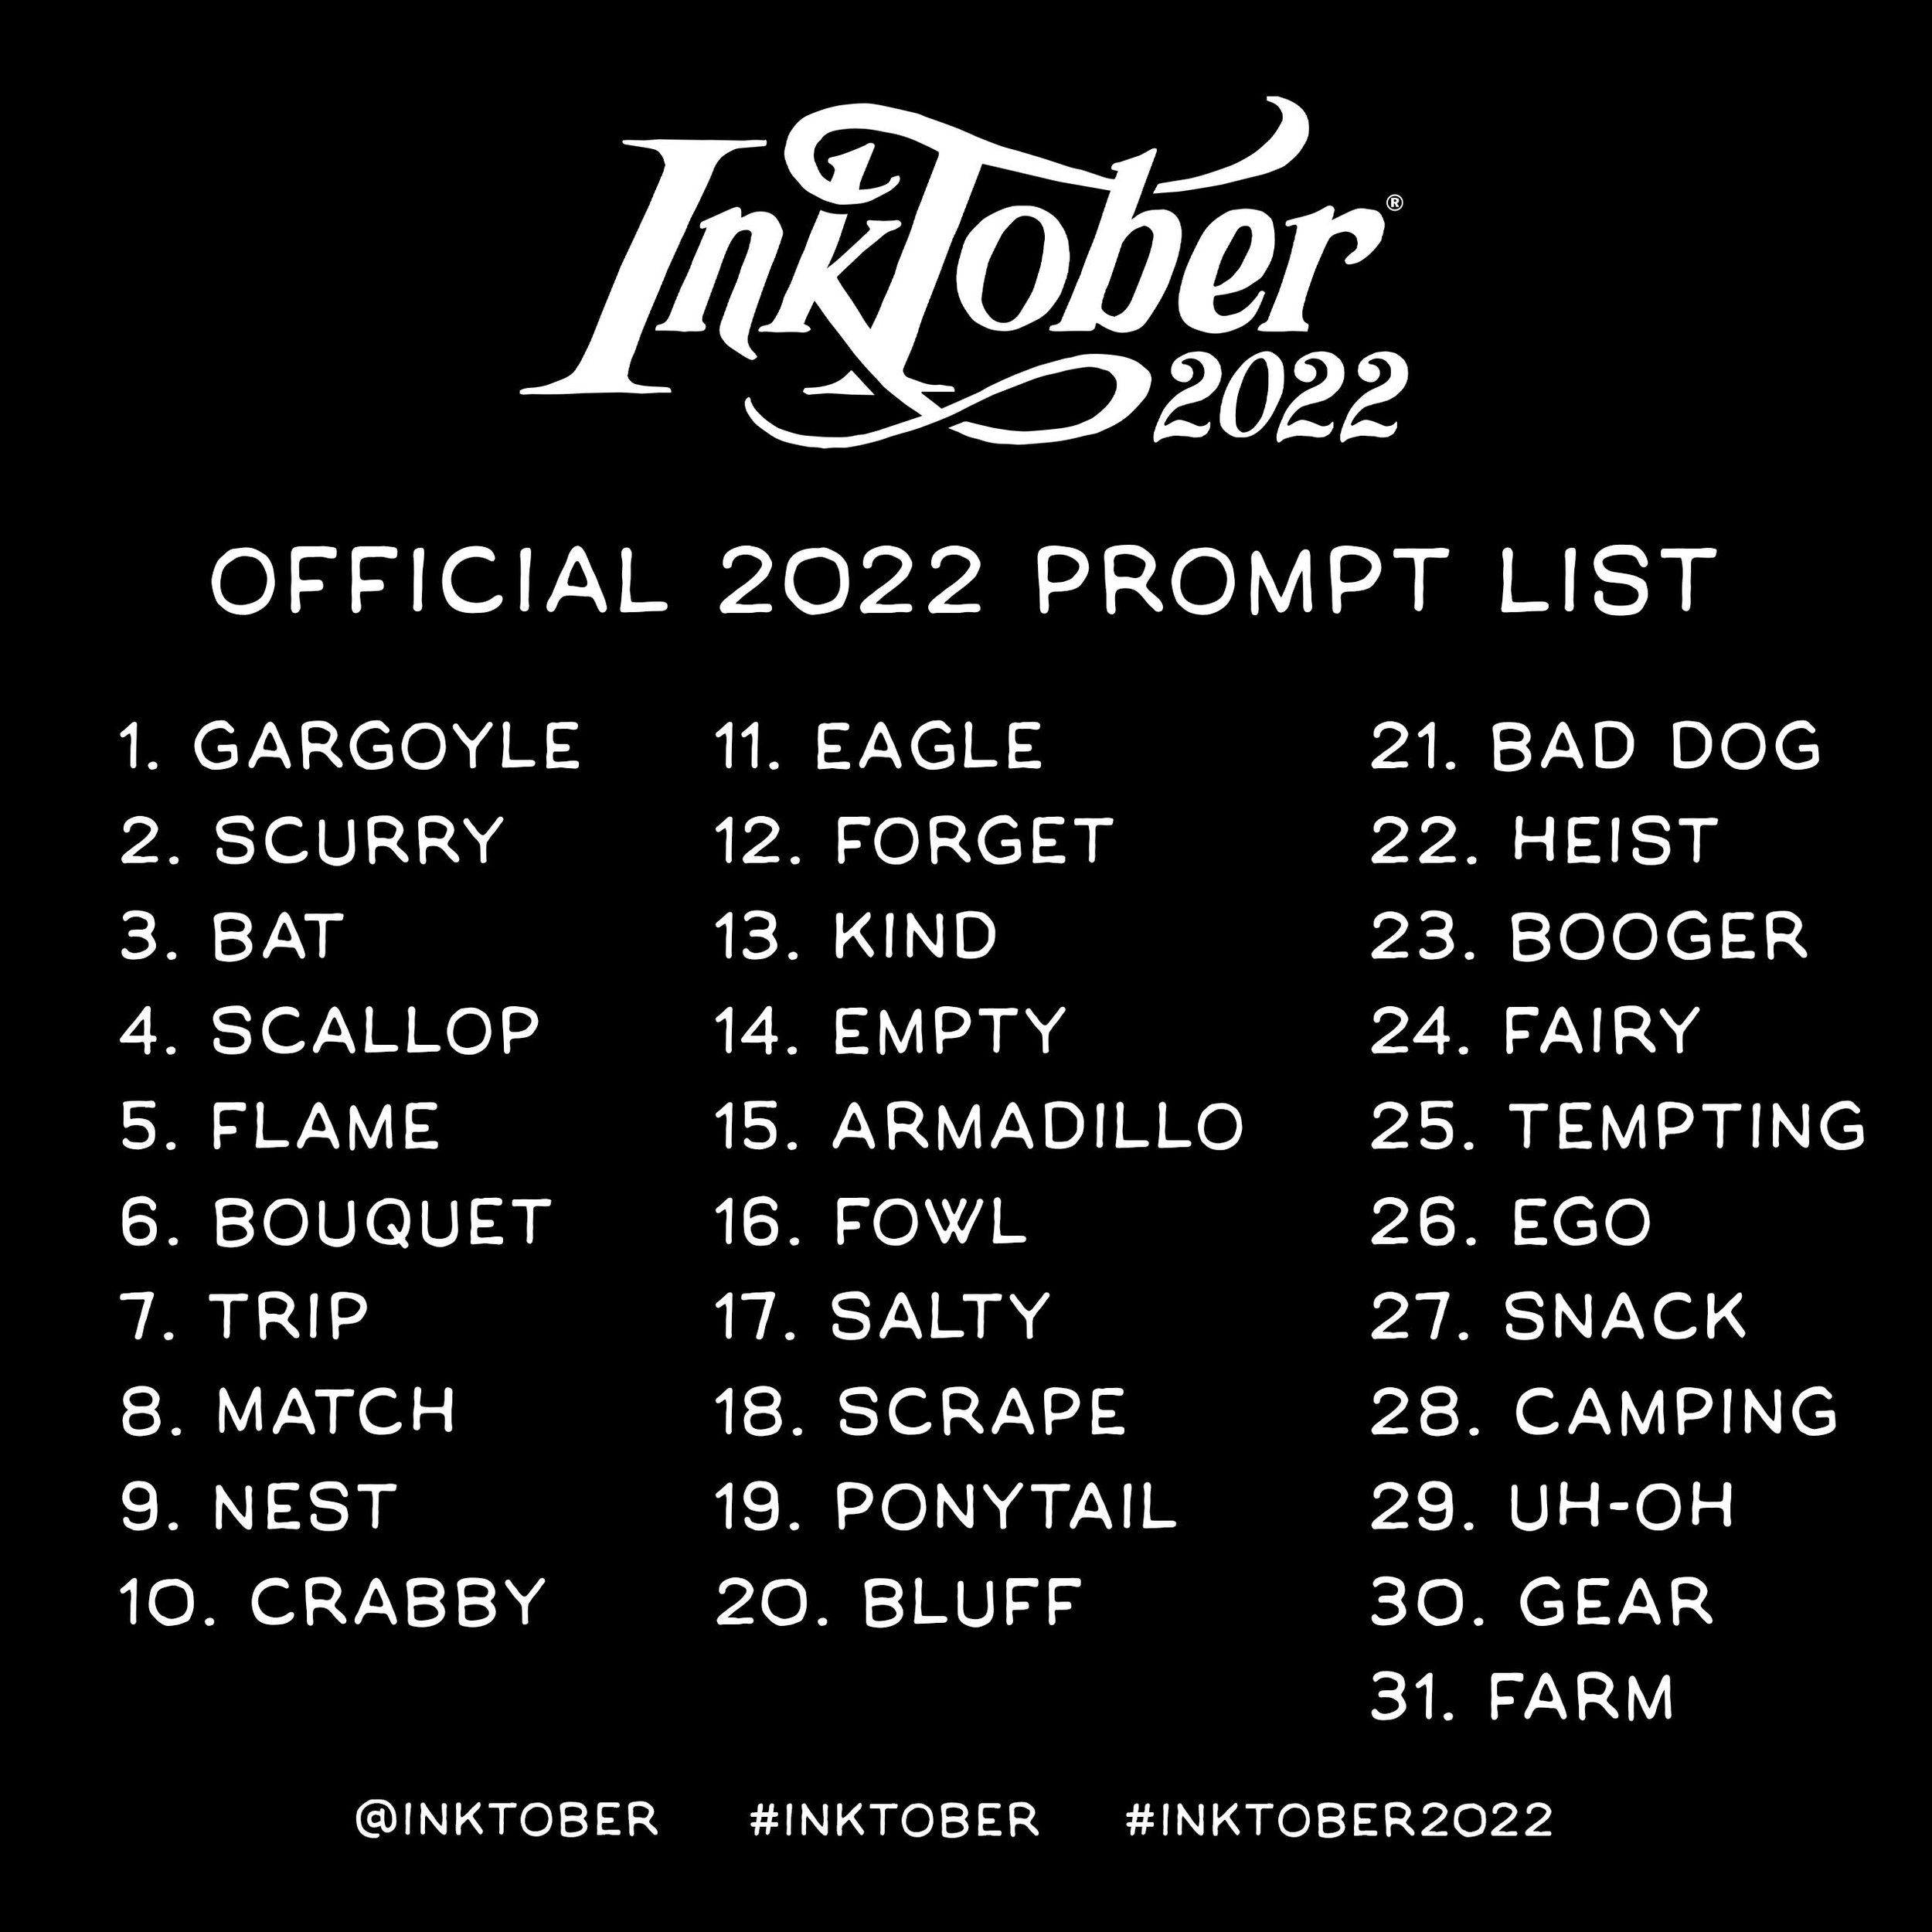 InkTober®
2022
OFFICIAL 2022 PROMPT LIST
1. GARGOYLE
2. SCURRY
3. BAT
4. SCALLOP
5. FLAME
6. BOUQUET
7. TRIP
8. MATCH
9. NEST
10. CRABBY
11. EAGLE
12. FORGET
13. KIND
14. EMPTY
15. ARMADILLO
16. FOWL
17. SALTY
18. SCRAPE
19. PONYTAIL
20. BLUFF
21. BAD DOG
22. HEIST
23. BOOGER
24. FAIRY
25. TEMPTING
26. EGO
27. SNACK
28. CAMPING
29. UH-OH
30. GEAR
31. FARM
@INKTOBER #INKTOBER #INKTOBER2022